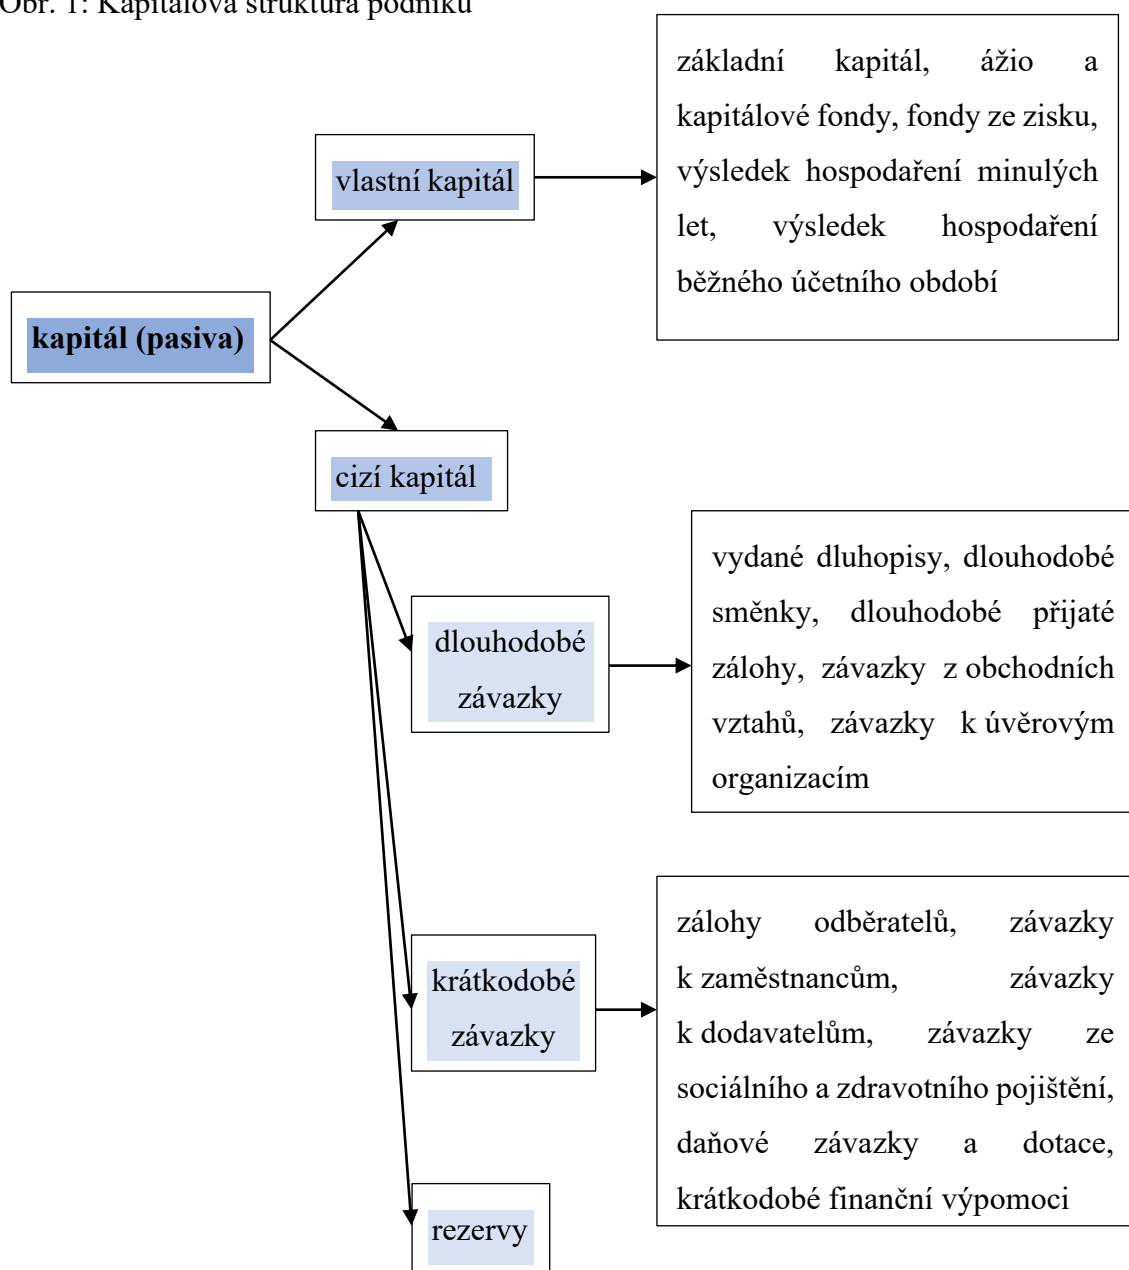 Obr. 1: Kapitálová struktura podniku
základní kapitál, ážio a
kapitálové fondy, fondy ze zisku,
výsledek hospodaření minulých
let, výsledek hospodaření
běžného účetního období
vlastní kapitál
kapitál (pasiva)
cizí kapitál
vydané dluhopisy, dlouhodobé
směnky, dlouhodobé přijaté
zálohy, závazky z obchodních
vztahů, závazky k úvěrovým
organizacím
dlouhodobé
závazky
zálohy odběratelů, závazky
k zaměstnancům, závazky
k dodavatelům, závazky ze
sociálního a zdravotního pojištění,
daňové závazky a dotace,
krátkodobé finanční výpomoci
krátkodobé
závazky
rezervy